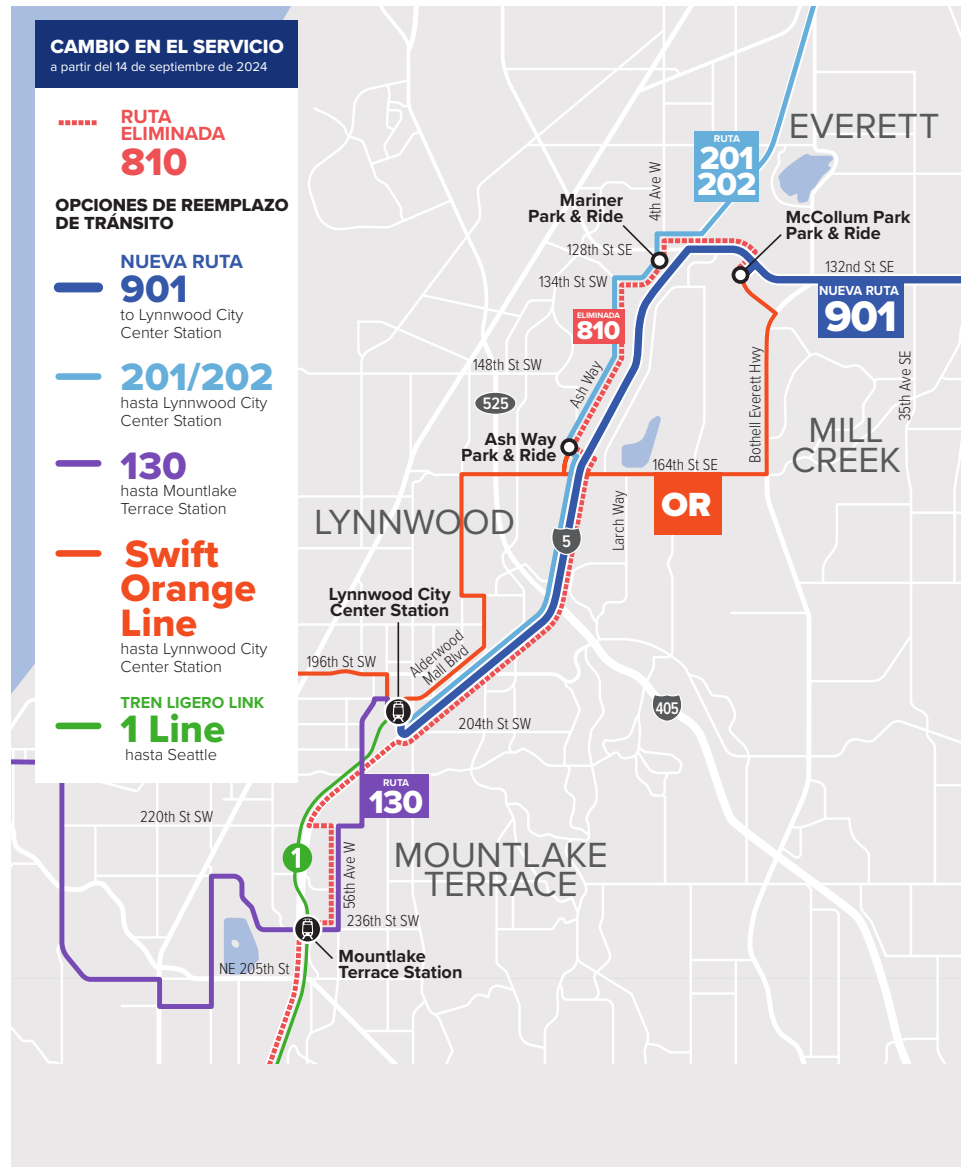 CAMBIO EN EL SERVICIO
a partir del 14 de septiembre de 2024
RUTA
ELIMINADA
810
OPCIONES DE REEMPLAZO
DE TRÁNSITO
NUEVA RUTA
901
to Lynnwood City
Center Station
201/202
hasta Lynnwood City
Center Station
130
hasta Mountlake
Terrace Station
Swift
Orange
Line
hasta Lynnwood City
Center Station
TREN LIGERO LINK
1 Line
hasta Seattle
EVERETT
RUTA
201
202
4th Ave W
Mariner
Park & Ride
McCollum Park
Park & Ride
128th St SE
132nd St SE
134th St SW
NUEVA RUTA
901
ELIMINADA
810
148th St SW
Ash Way
525
Bothell Everett Hwy
35th Ave SE
MILL
CREEK
Ash Way
Park & Ride
164th St SE
OR
LYNNWOOD
Larch Way
5
Lynnwood City
Center Station
Alderwood
Mall Blvd
196th St SW
405
204th St SW
RUTA
130
220th St SW
1
56th Ave W
MOUNTLAKE
TERRACE
236th St SW
Mountlake
Terrace Station
NE 205th St